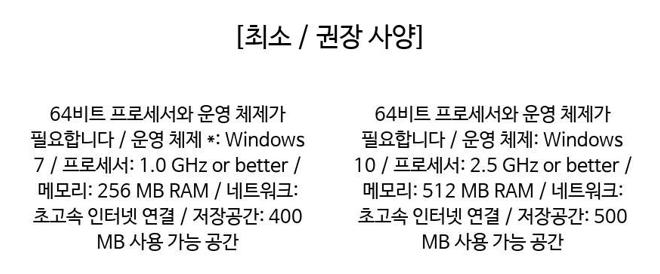 [최소 / 권장 사양]
64비트 프로세서와 운영 체제가
필요합니다 / 운영 체제 *: Windows
7 / 프로세서: 1.0 GHz or better /
메모리: 256 MB RAM / 네트워크:
초고속 인터넷 연결 / 저장공간: 400
MB 사용 가능 공간
64비트 프로세서와 운영 체제가
필요합니다 / 운영 체제: Windows
10 / 프로세서: 2.5 GHz or better /
메모리: 512 MB RAM / 네트워크:
초고속 인터넷 연결 / 저장공간: 500
MB 사용 가능 공간